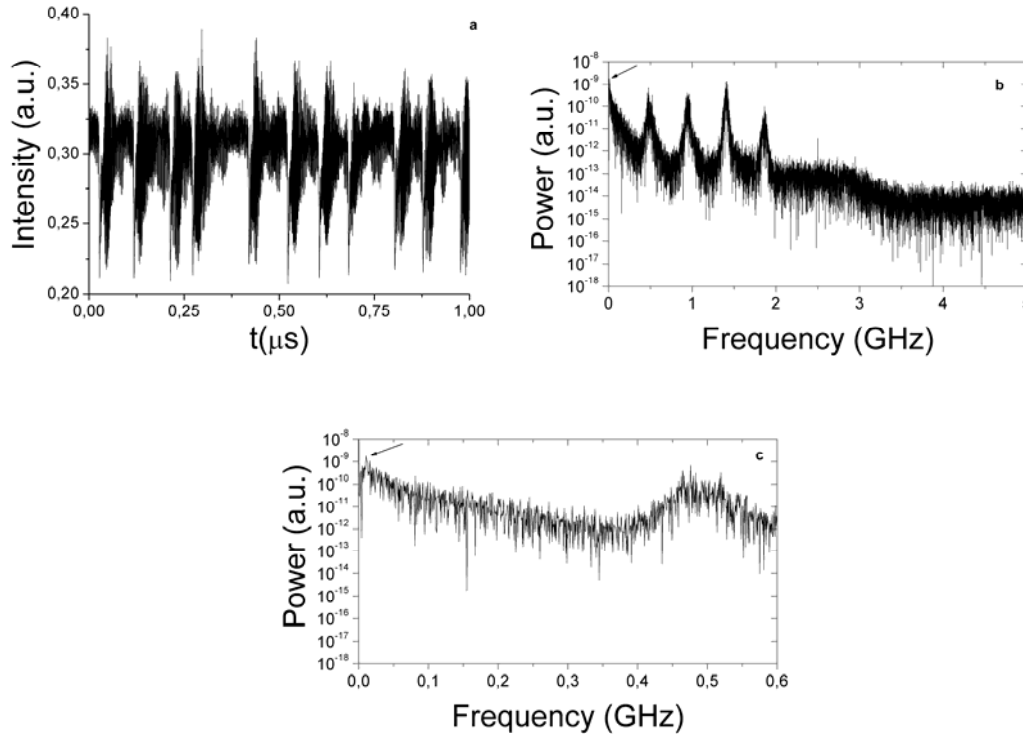 a
0,40
0,35
0,30
0,25
0,20
Intensity (a.u.)
0,00 0,25 0,50 0,75 1,00
t(μs)
b
10⁻⁸
10⁻⁹
10⁻¹⁰
10⁻¹¹
10⁻¹²
10⁻¹³
10⁻¹⁴
10⁻¹⁵
10⁻¹⁶
10⁻¹⁷
10⁻¹⁸
Power (a.u.)
0 1 2 3 4
Frequency (GHz)
c
10⁻⁸
10⁻⁹
10⁻¹⁰
10⁻¹¹
10⁻¹²
10⁻¹³
10⁻¹⁴
10⁻¹⁵
10⁻¹⁶
10⁻¹⁷
10⁻¹⁸
Power (a.u.)
0,0 0,1 0,2 0,3 0,4 0,5 0,6
Frequency (GHz)